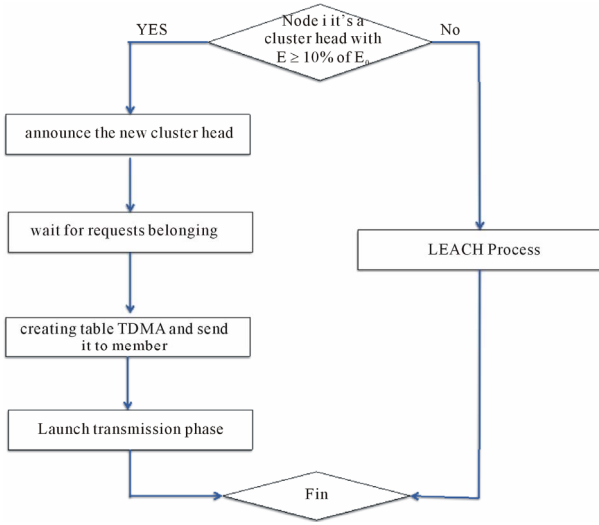 Node i it's a
cluster head with
E ≥ 10% of E₀
YES
No
announce the new cluster head
wait for requests belonging
LEACH Process
creating table TDMA and send
it to member
Launch transmission phase
Fin